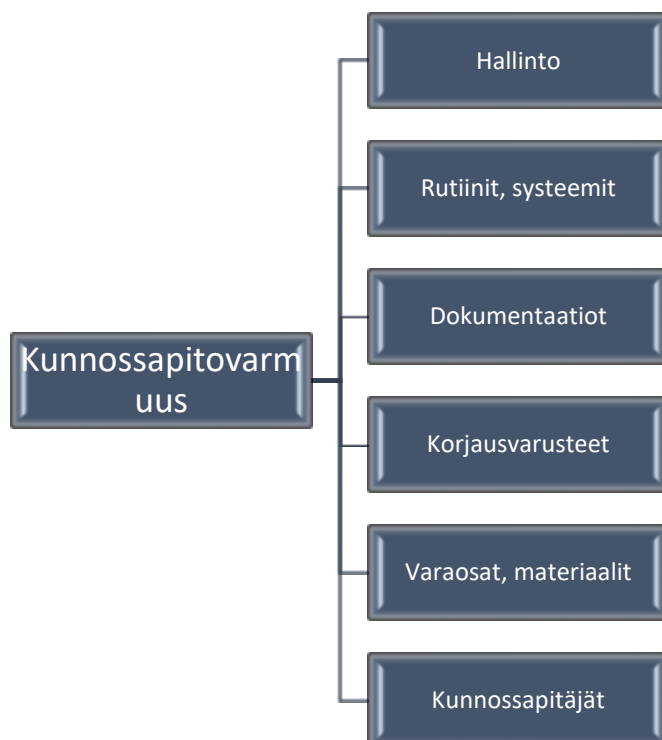 Hallinto
Rutiinit, systeemit
Dokumentaatiot
Kunnossapitovarm
uus
Korjausvarusteet
Varaosat, materiaalit
Kunnossapitäjät